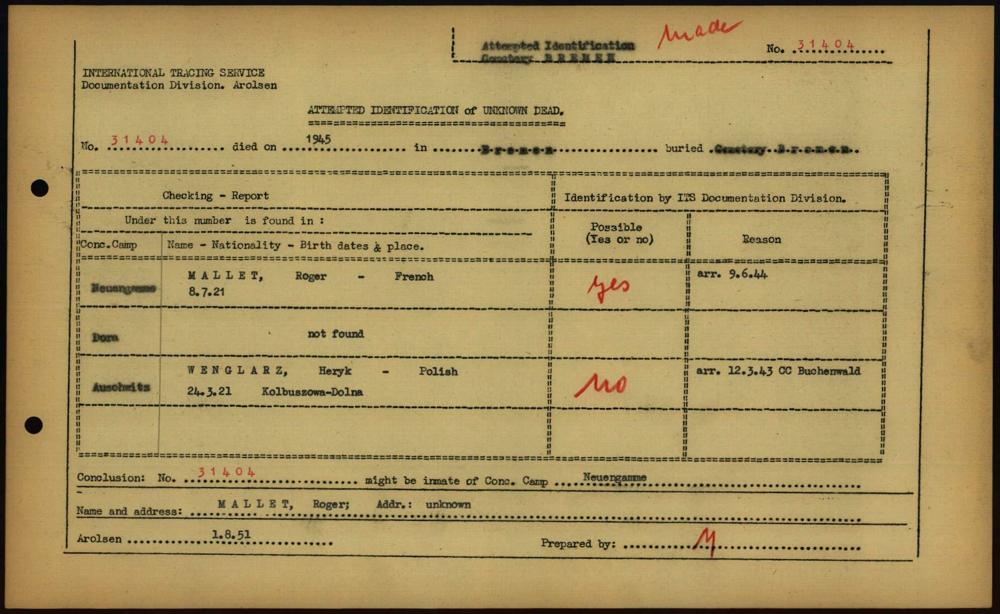 Attempted Identification made No. 31404
Cemetery BREMEN
INTERNATIONAL TRACING SERVICE
Documentation Division. Arolsen
ATTEMPTED IDENTIFICATION of UNKNOWN DEAD.
No. 31404 died on 1945 in Bremen buried Cemetery Bremen
Checking - Report Identification by ITS Documentation Division.
Under this number is found in : Possible (Yes or no) Reason
Conc.Camp Name - Nationality - Birth dates & place.
Neuengamme MALLET, Roger - French yes arr. 9.6.44
8.7.21
Dora not found
WENGLARZ, Heryk - Polish arr. 12.3.43 CC Buchenwald
Auschwitz 24.3.21 Kolbuszowa-Dolna no
Conclusion: No. 31404 might be inmate of Conc. Camp Neuengamme
Name and address: MALLET, Roger; Addr.: unknown
Arolsen 1.8.51 Prepared by: M